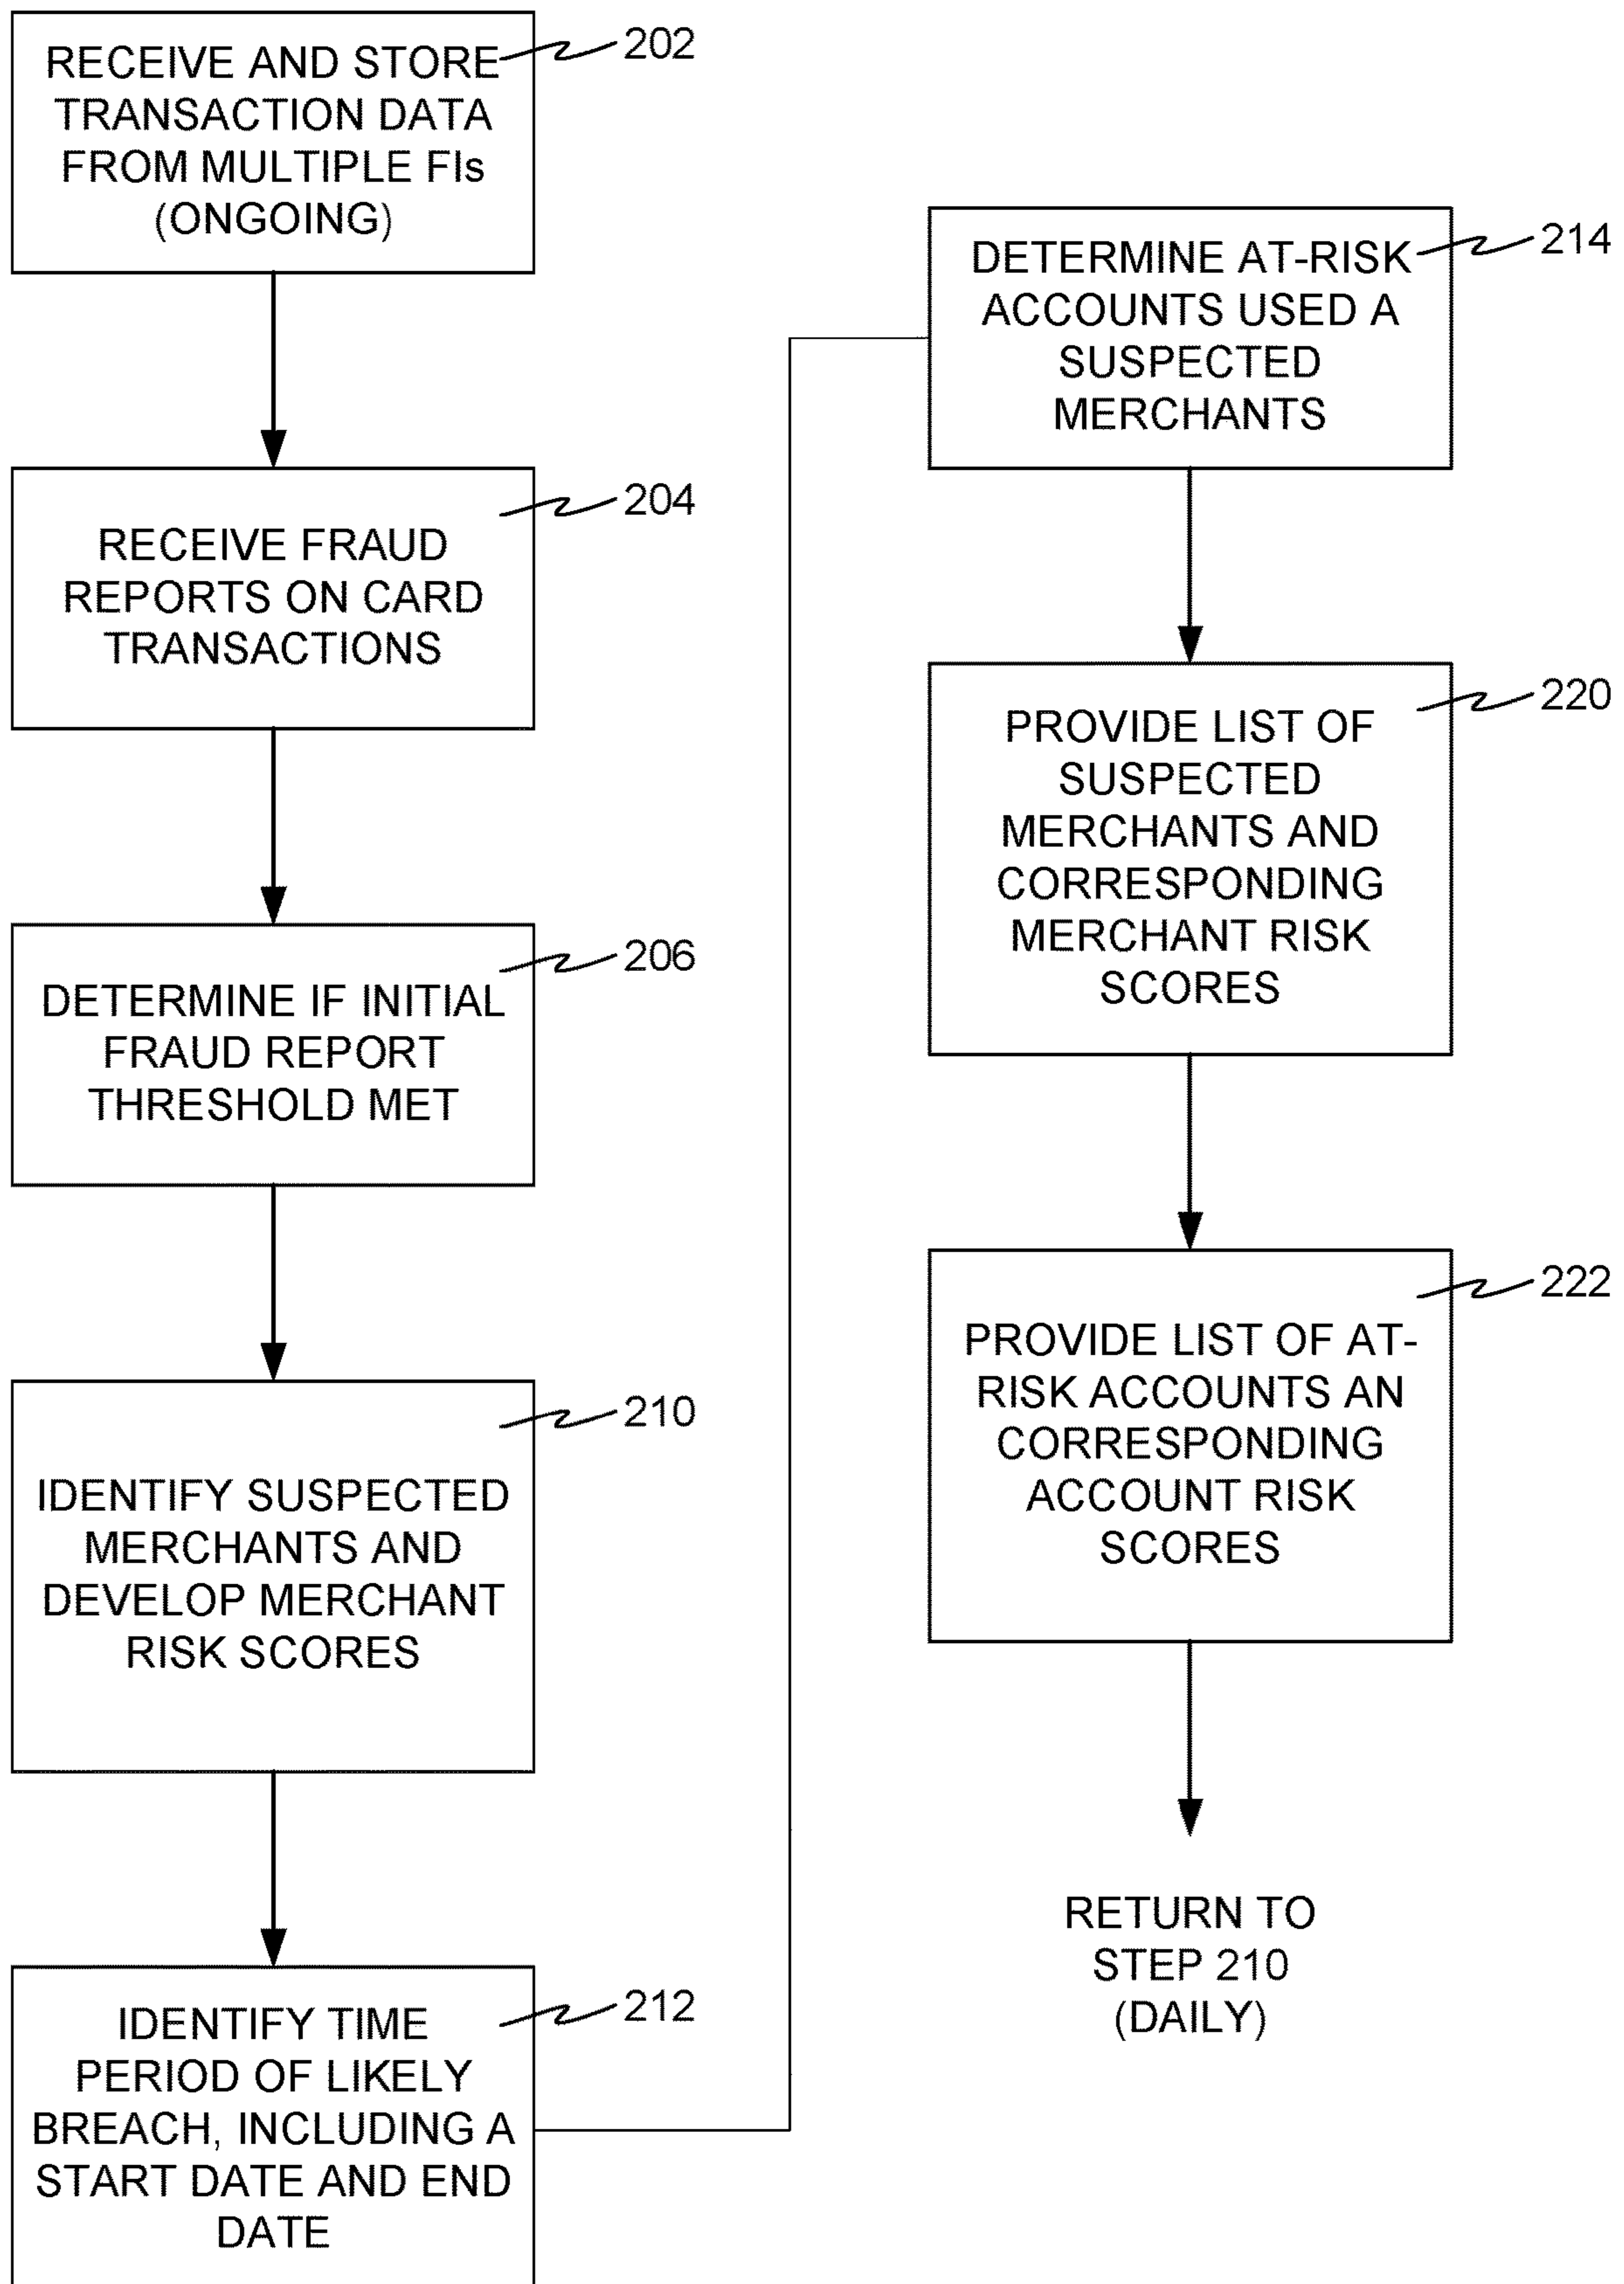 202
RECEIVE AND STORE
TRANSACTION DATA
FROM MULTIPLE FIs
(ONGOING)
204
RECEIVE FRAUD
REPORTS ON CARD
TRANSACTIONS
206
DETERMINE IF INITIAL
FRAUD REPORT
THRESHOLD MET
210
IDENTIFY SUSPECTED
MERCHANTS AND
DEVELOP MERCHANT
RISK SCORES
212
IDENTIFY TIME
PERIOD OF LIKELY
BREACH, INCLUDING A
START DATE AND END
DATE
214
DETERMINE AT-RISK
ACCOUNTS USED A
SUSPECTED
MERCHANTS
220
PROVIDE LIST OF
SUSPECTED
MERCHANTS AND
CORRESPONDING
MERCHANT RISK
SCORES
222
PROVIDE LIST OF AT-
RISK ACCOUNTS AN
CORRESPONDING
ACCOUNT RISK
SCORES
RETURN TO
STEP 210
(DAILY)